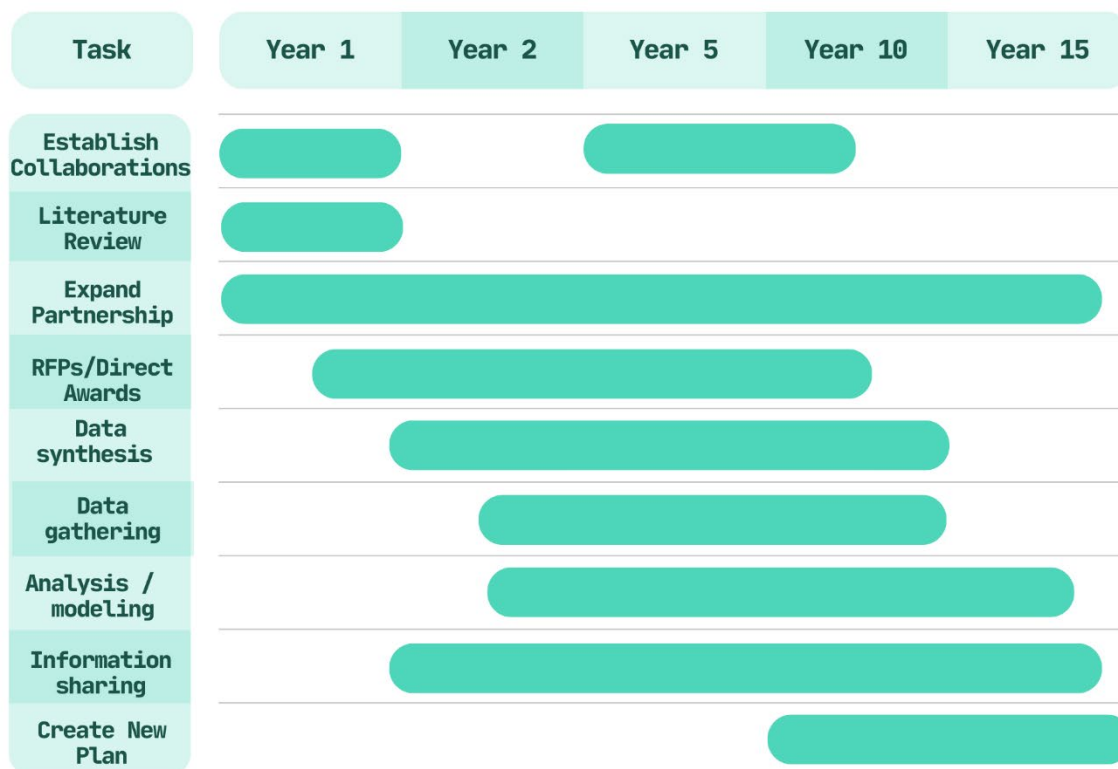 Task
Year 1
Year 2
Year 5
Year 10
Year 15
Establish
Collaborations
Literature
Review
Expand
Partnership
RFPs/Direct
Awards
Data
synthesis
Data
gathering
Analysis /
modeling
Information
sharing
Create New
Plan